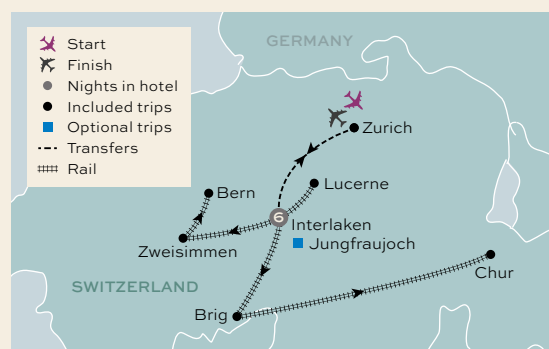 GERMANY
Start
Finish
Nights in hotel
Included trips
Optional trips
Transfers
Rail
Zurich
Bern
Lucerne
6
Interlaken
Zweisimmen
Jungfraujoch
Chur
SWITZERLAND
Brig